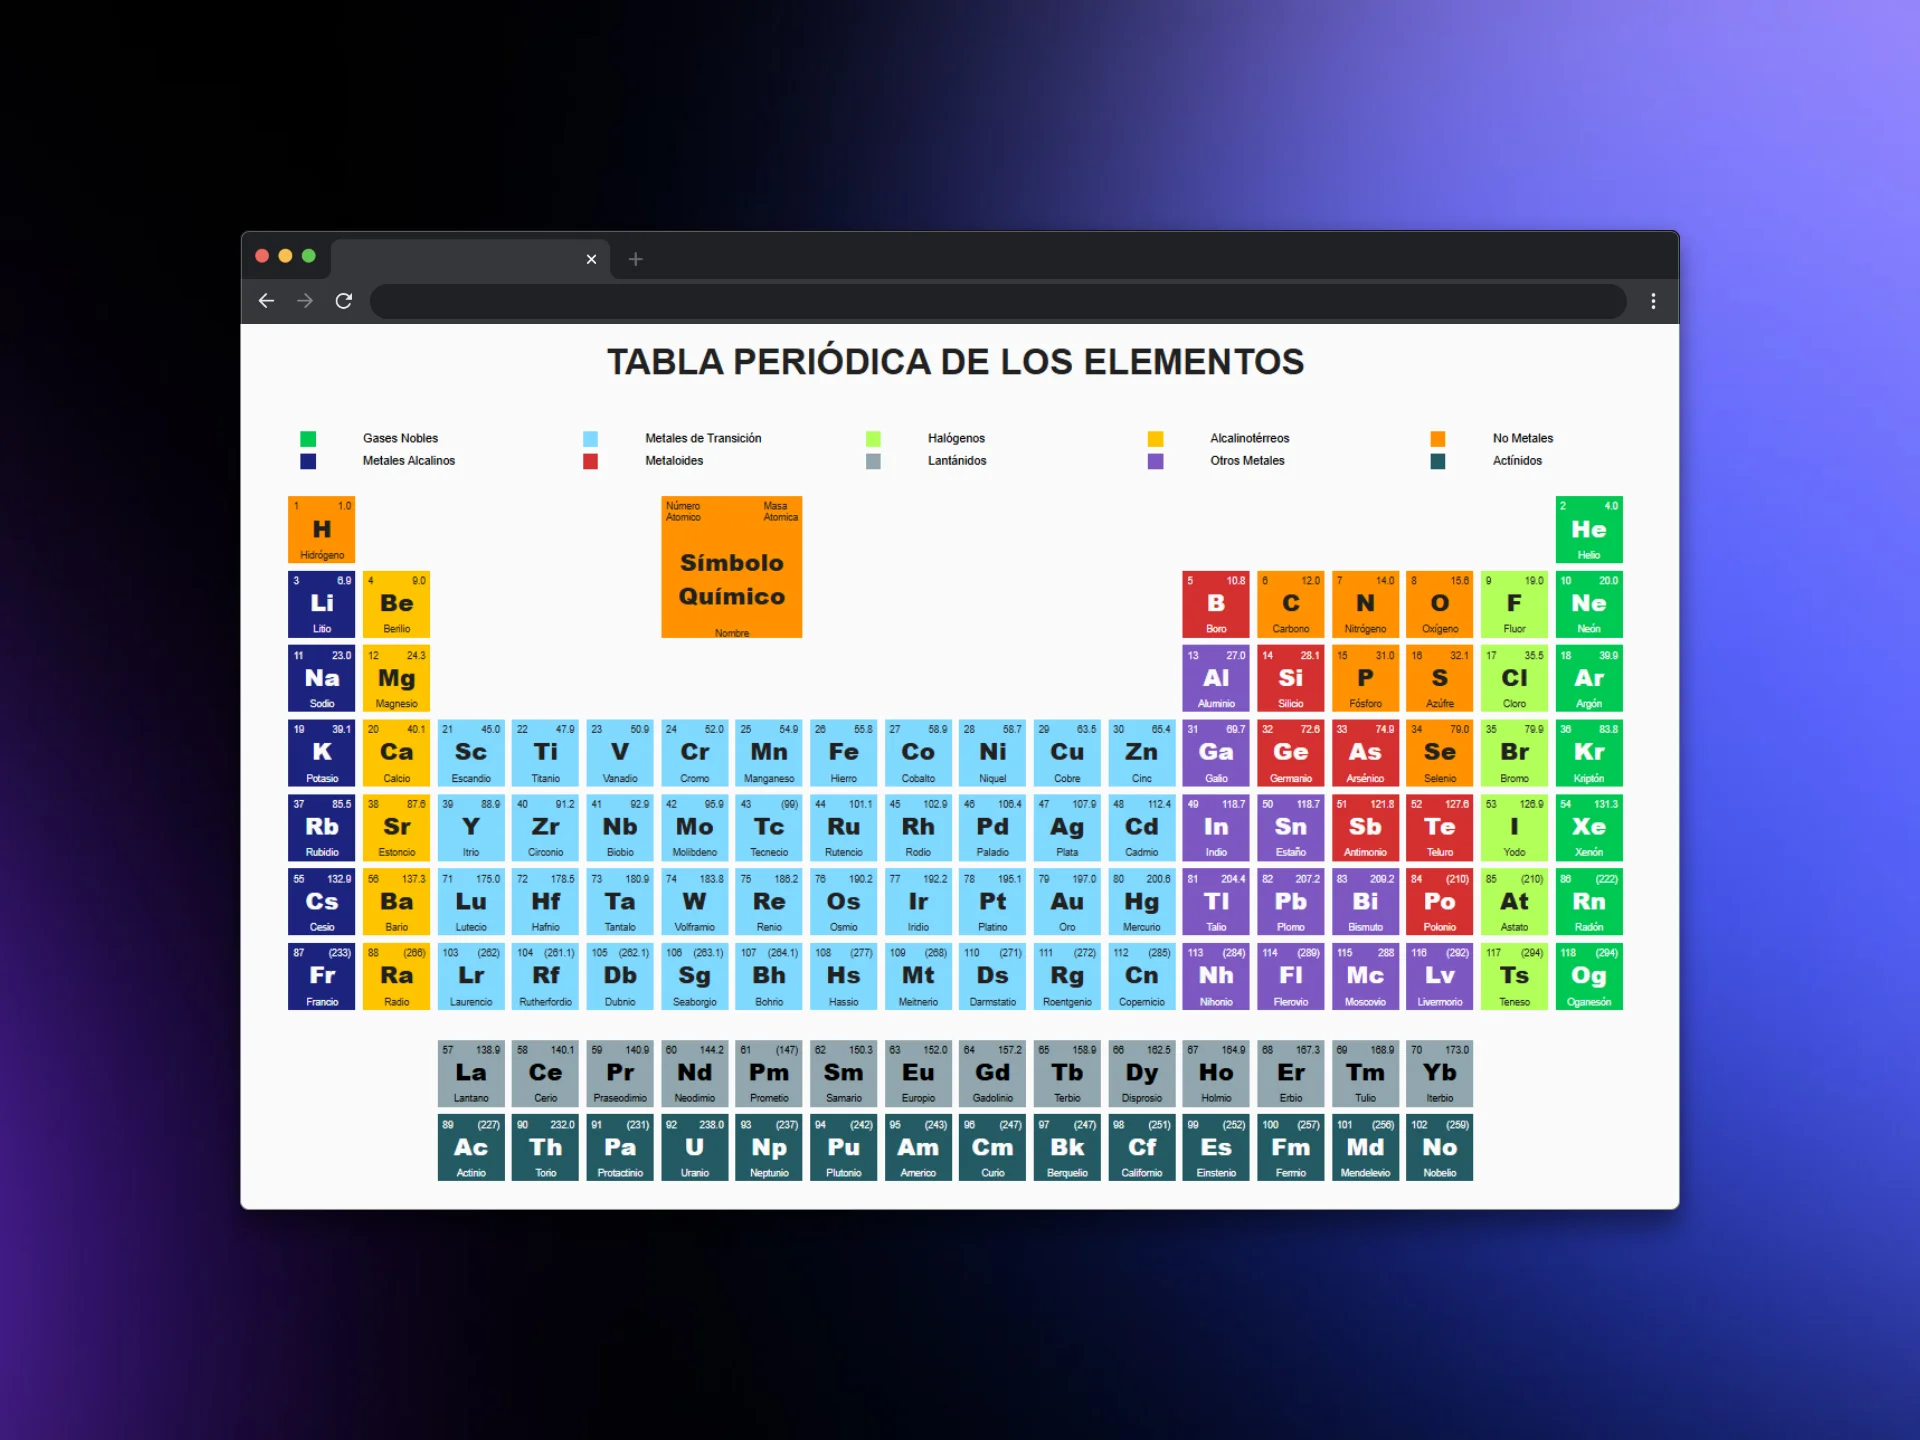 TABLA PERIÓDICA DE LOS ELEMENTOS
Gases Nobles Metales de Transición Halógenos Alcalinotérreos No Metales
Metales Alcalinos Metaloides Lantánidos Otros Metales Actínidos
1 1.0 Número Masa 2 4.0
Atomico Atomica
H He
Hidrógeno Helio
Símbolo
Químico
Nombre
3 6.9 4 9.0 5 10.8 6 12.0 7 14.0 8 15.6 9 19.0 10 20.0
Li Be B C N O F Ne
Litio Berilio Boro Carbono Nitrógeno Oxígeno Fluor Neón
11 23.0 12 24.3 13 27.0 14 28.1 15 31.0 16 32.1 17 35.5 18 39.9
Na Mg Al Si P S Cl Ar
Sodio Magnesio Aluminio Silicio Fósforo Azúfre Cloro Argón
19 39.1 20 40.1 21 45.0 22 47.9 23 50.9 24 52.0 25 54.9 26 55.8 27 58.9 28 58.7 29 63.5 30 65.4 31 69.7 32 72.6 33 74.9 34 79.0 35 79.9 36 83.8
K Ca Sc Ti V Cr Mn Fe Co Ni Cu Zn Ga Ge As Se Br Kr
Potasio Calcio Escandio Titanio Vanadio Cromo Manganeso Hierro Cobalto Niquel Cobre Cinc Galio Germanio Arsénico Selenio Bromo Kriptón
37 85.5 38 87.6 39 88.9 40 91.2 41 92.9 42 95.9 43 (99) 44 101.1 45 102.9 46 106.4 47 107.9 48 112.4 49 118.7 50 118.7 51 121.8 52 127.6 53 126.9 54 131.3
Rb Sr Y Zr Nb Mo Tc Ru Rh Pd Ag Cd In Sn Sb Te I Xe
Rubidio Estoncio Itrio Circonio Biobio Molibdeno Tecnecio Rutencio Rodio Paladio Plata Cadmio Indio Estaño Antimonio Teluro Yodo Xenón
55 132.9 56 137.3 71 175.0 72 178.5 73 180.9 74 183.8 75 186.2 76 190.2 77 192.2 78 195.1 79 197.0 80 200.6 81 204.4 82 207.2 83 209.2 84 (210) 85 (210) 86 (222)
Cs Ba Lu Hf Ta W Re Os Ir Pt Au Hg Tl Pb Bi Po At Rn
Cesio Bario Lutecio Hafnio Tantalo Volframio Renio Osmio Iridio Platino Oro Mercurio Talio Plomo Bismuto Polonio Astato Radón
87 (233) 88 (266) 103 (262) 104 (261.1) 105 (262.1) 106 (263.1) 107 (264.1) 108 (277) 109 (268) 110 (271) 111 (272) 112 (285) 113 (284) 114 (289) 115 288 116 (292) 117 (294) 118 (294)
Fr Ra Lr Rf Db Sg Bh Hs Mt Ds Rg Cn Nh Fl Mc Lv Ts Og
Francio Radio Laurencio Rutherfordio Dubnio Seaborgio Bohrio Hassio Meitnerio Darmstatio Roentgenio Copernicio Nihonio Flerovio Moscovio Livermorio Teneso Oganesón
57 138.9 58 140.1 59 140.9 60 144.2 61 (147) 62 150.3 63 152.0 64 157.2 65 158.9 66 162.5 67 164.9 68 167.3 69 168.9 70 173.0
La Ce Pr Nd Pm Sm Eu Gd Tb Dy Ho Er Tm Yb
Lantano Cerio Praseodimio Neodimio Prometio Samario Europio Gadolinio Terbio Disprosio Holmio Erbio Tulio Iterbio
89 (227) 90 232.0 91 (231) 92 238.0 93 (237) 94 (242) 95 (243) 96 (247) 97 (247) 98 (251) 99 (252) 100 (257) 101 (256) 102 (259)
Ac Th Pa U Np Pu Am Cm Bk Cf Es Fm Md No
Actinio Torio Protactinio Uranio Neptunio Plutonio Americo Curio Berquelio Californio Einstenio Fermio Mendelevio Nobelio